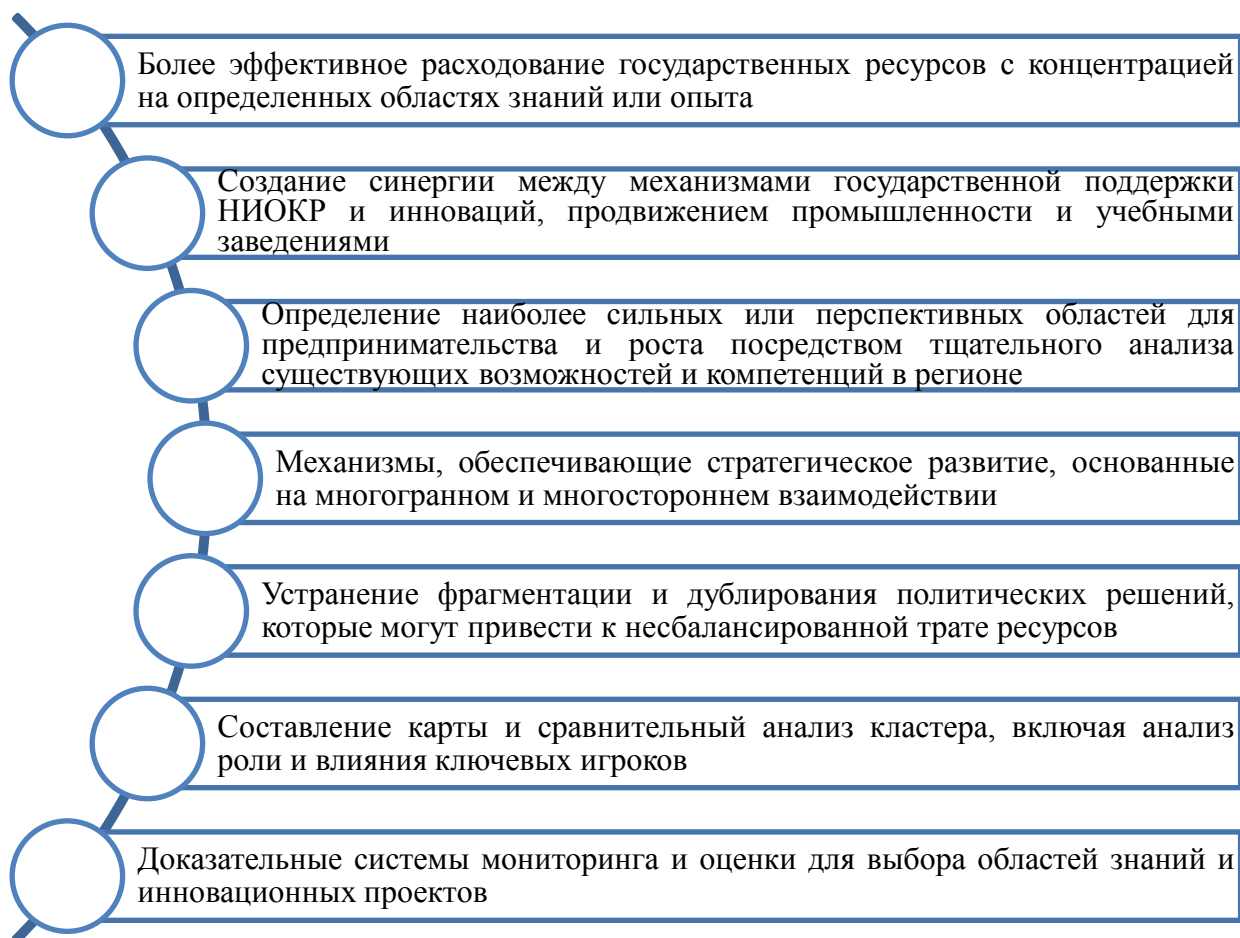 Более эффективное расходование государственных ресурсов с концентрацией
на определенных областях знаний или опыта
Создание синергии между механизмами государственной поддержки
НИОКР и инноваций, продвижением промышленности и учебными
заведениями
Определение наиболее сильных или перспективных областей для
предпринимательства и роста посредством тщательного анализа
существующих возможностей и компетенций в регионе
Механизмы, обеспечивающие стратегическое развитие, основанные
на многогранном и многостороннем взаимодействии
Устранение фрагментации и дублирования политических решений,
которые могут привести к несбалансированной трате ресурсов
Составление карты и сравнительный анализ кластера, включая анализ
роли и влияния ключевых игроков
Доказательные системы мониторинга и оценки для выбора областей знаний и
инновационных проектов